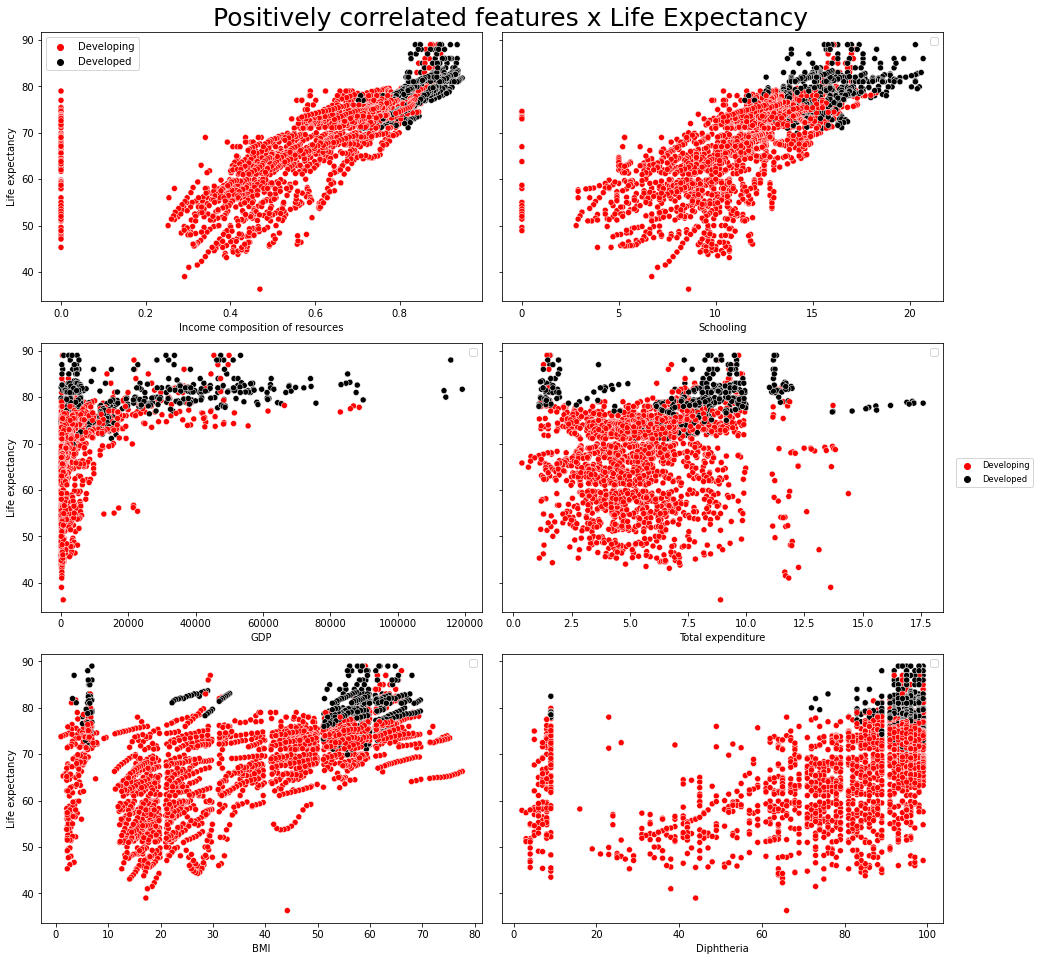 Positively correlated features x Life Expectancy
90
80
70
60
50
40
Life expectancy
Developing
Developed
0.0 0.2 0.4 0.6 0.8
Income composition of resources
0 5 10 15 20
Schooling
90
80
70
60
50
40
Life expectancy
0 20000 40000 60000 80000 100000 120000
GDP
0.0 2.5 5.0 7.5 10.0 12.5 15.0 17.5
Total expenditure
Developing
Developed
90
80
70
60
50
40
Life expectancy
0 10 20 30 40 50 60 70 80
BMI
0 20 40 60 80 100
Diphtheria